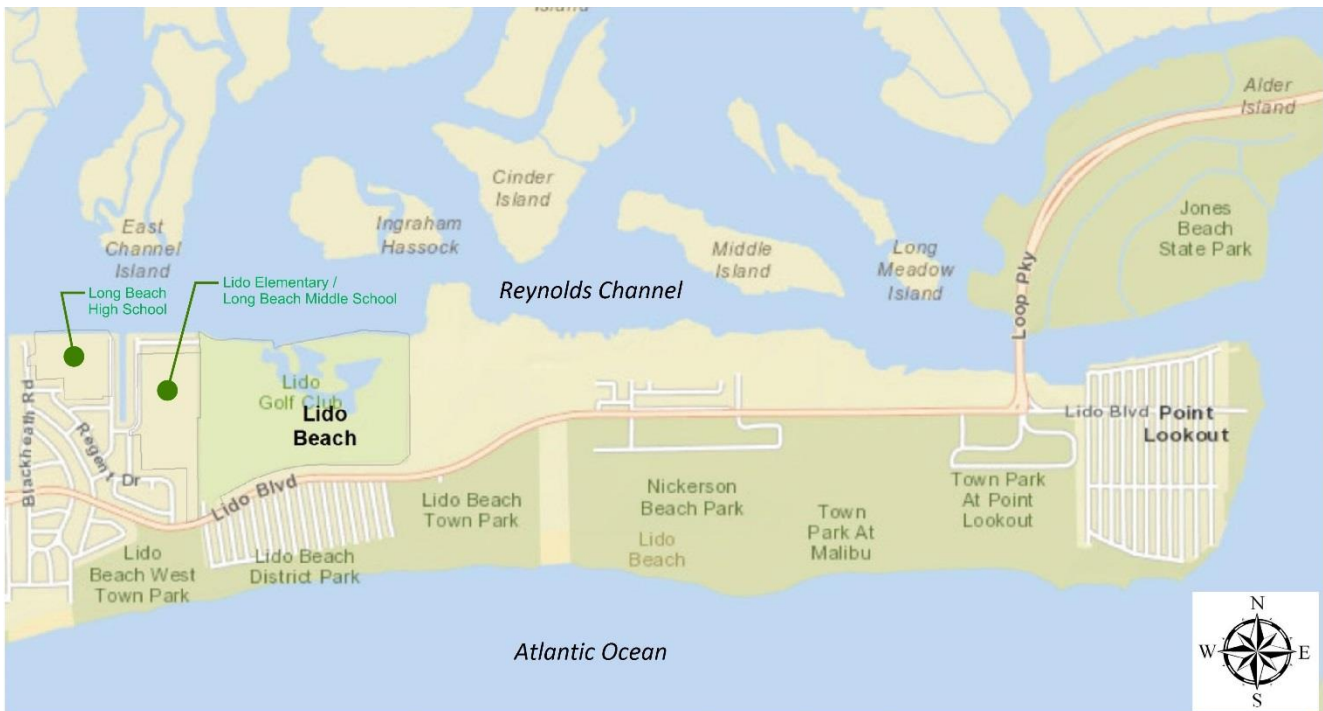 Island
Alder
Island
Cinder
Island
Jones
Beach
State Park
East
Channel
Island
Ingraham
Hassock
Middle
Island
Long
Meadow
Island
Long Beach
High School
Lido Elementary /
Long Beach Middle School
Reynolds Channel
Loop Pky
Blackheath Rd
Regent Dr
Lido
Golf Club
Lido
Beach
Lido Blvd
Lido Blvd
Point
Lookout
Lido Beach
Town Park
Nickerson
Beach Park
Town
Park At
Malibu
Town Park
At Point
Lookout
Lido
Beach
Lido
Beach West
Town Park
Lido Beach
District Park
Atlantic Ocean
N
W
E
S